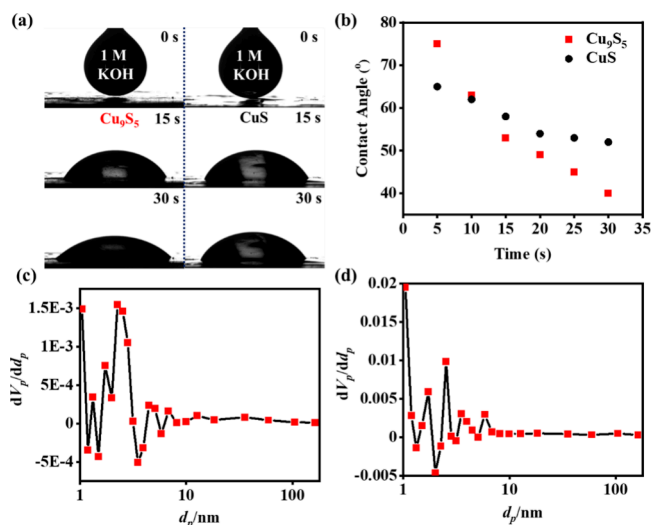 (a)
0 s
0 s
1 M
KOH
1 M
KOH
Cu₉S₅
15 s
CuS
15 s
30 s
30 s
(b)
Cu₉S₅
CuS
80
70
60
50
40
Contact Angle (°)
0 5 10 15 20 25 30 35
Time (s)
(c)
1.5E-3
1E-3
5E-4
0
-5E-4
dVₚ/ddₚ
1 10 100
dₚ/nm
(d)
0.02
0.015
0.01
0.005
0.000
-0.005
dVₚ/ddₚ
1 10 100
dₚ/nm